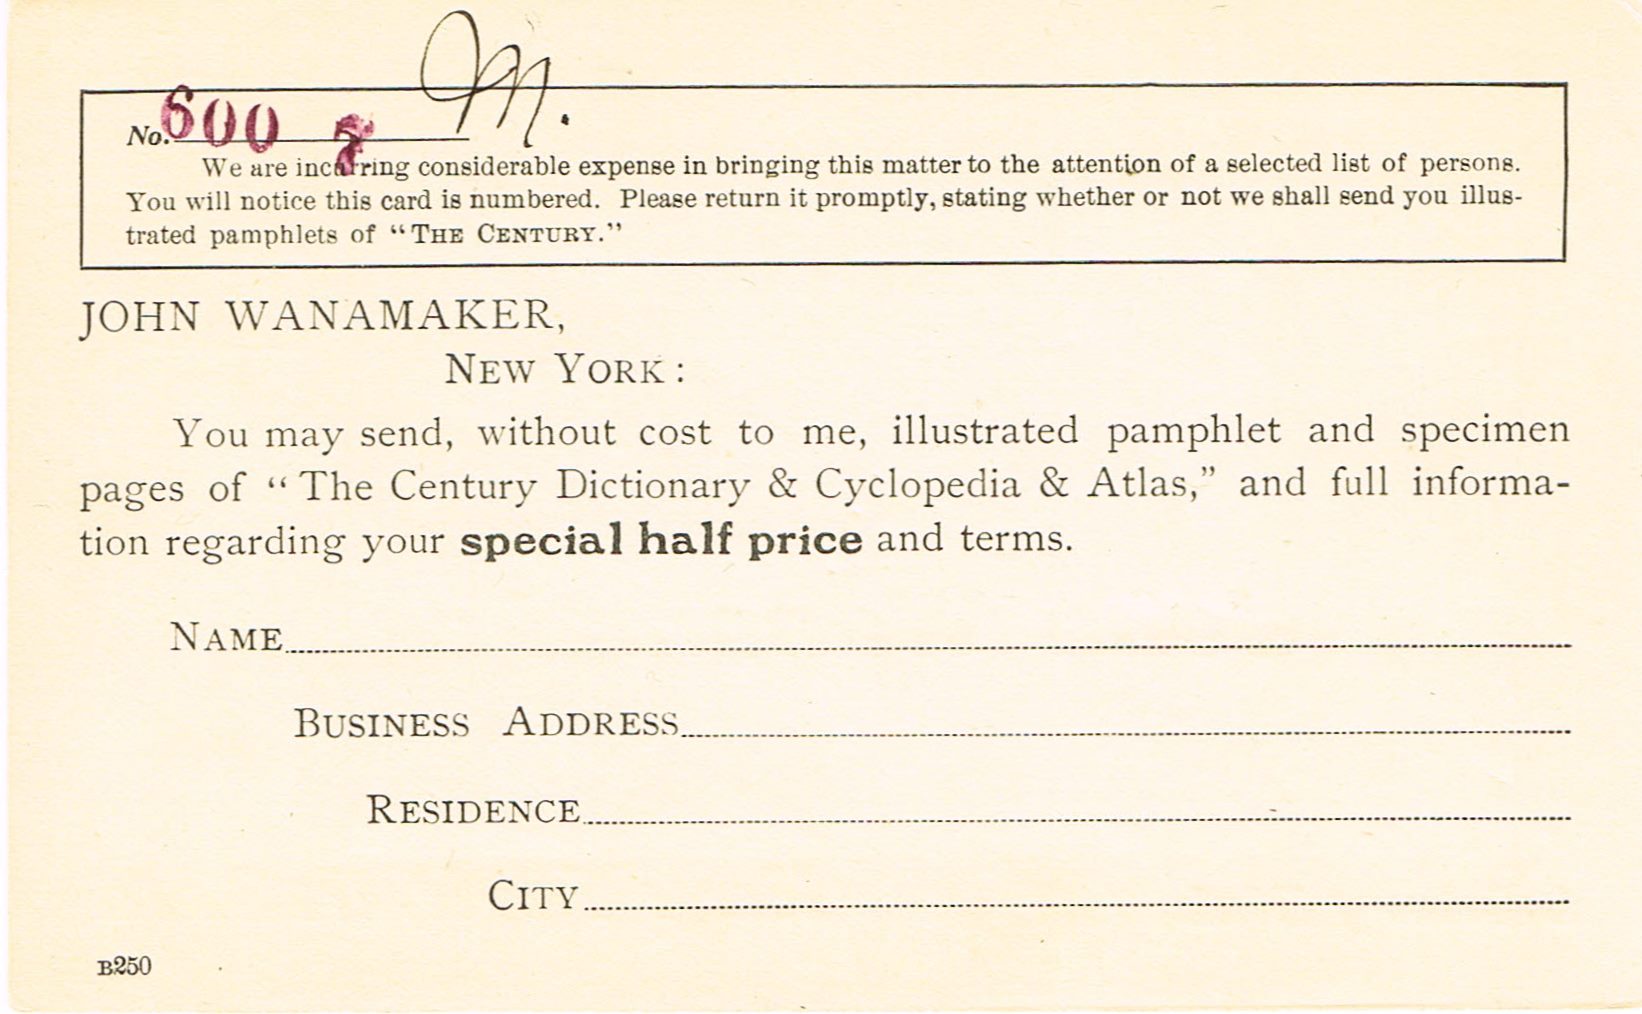 M.
No. 600 7
We are incurring considerable expense in bringing this matter to the attention of a selected list of persons.
You will notice this card is numbered. Please return it promptly, stating whether or not we shall send you illus-
trated pamphlets of “THE CENTURY.”
JOHN WANAMAKER,
NEW YORK:
You may send, without cost to me, illustrated pamphlet and specimen
pages of “The Century Dictionary & Cyclopedia & Atlas,” and full informa-
tion regarding your special half price and terms.
NAME
BUSINESS ADDRESS
RESIDENCE
CITY
B250